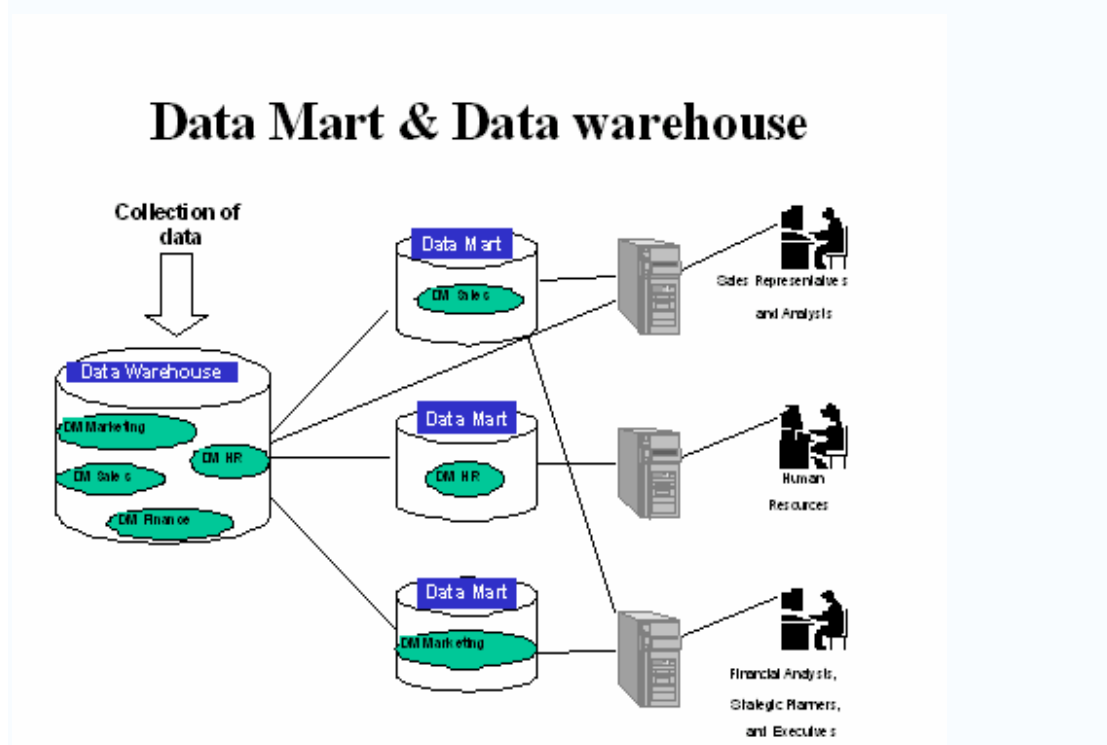 Data Mart & Data warehouse
Collection of
data
Data Warehouse
DM Marketing
DM HR
DM Sales
DM Finance
Data Mart
DM Sales
Data Mart
DM HR
Data Mart
DM Marketing
Sales Representatives
and Analysts
Human
Resources
Financial Analysts,
Strategic Planners,
and Executives